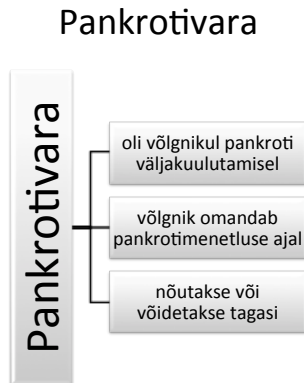 Pankrotivara
Pankrotivara
oli võlgnikul pankroti
väljakuulutamisel
võlgnik omandab
pankrotimenetluse ajal
nõutakse või
võidetakse tagasi